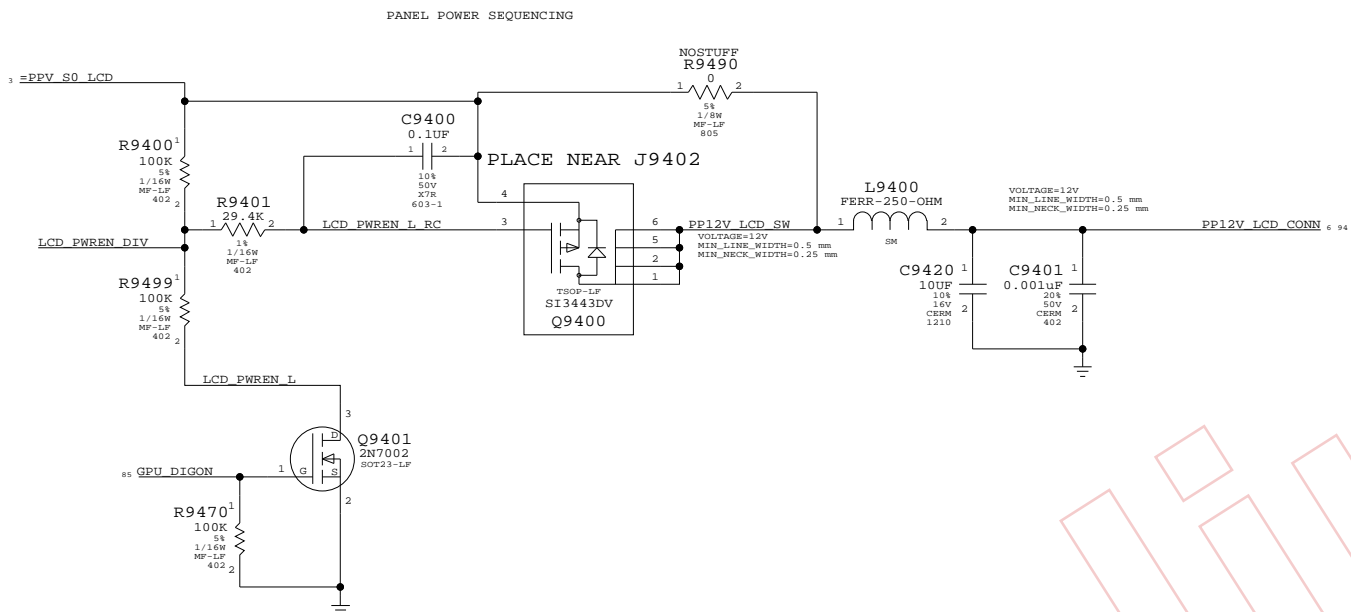 PANEL POWER SEQUENCING
3 =PPV_S0_LCD
NOSTUFF
R9490
0
1 2
5%
1/8W
MF-LF
805
C9400
0.1UF
1 2
10%
50V
X7R
603-1
PLACE NEAR J9402
R9400
1
100K
5%
1/16W
MF-LF
402
2
R9401
29.4K
1 2
1%
1/16W
MF-LF
402
LCD_PWREN_L_RC
LCD_PWREN_DIV
4
3
6
5
2
1
TSOP-LF
SI3443DV
Q9400
PP12V_LCD_SW
VOLTAGE=12V
MIN_LINE_WIDTH=0.5 mm
MIN_NECK_WIDTH=0.25 mm
L9400
FERR-250-OHM
1 2
SM
VOLTAGE=12V
MIN_LINE_WIDTH=0.5 mm
MIN_NECK_WIDTH=0.25 mm
PP12V_LCD_CONN 6 94
C9420
1
10UF
10%
16V
2
CERM
1210
C9401
1
0.001uF
20%
50V
2
CERM
402
R9499
1
100K
5%
1/16W
MF-LF
402
2
LCD_PWREN_L
3
D
Q9401
2N7002
SOT23-LF
1
G
S
2
85 GPU_DIGON
R9470
1
100K
5%
1/16W
MF-LF
402
2